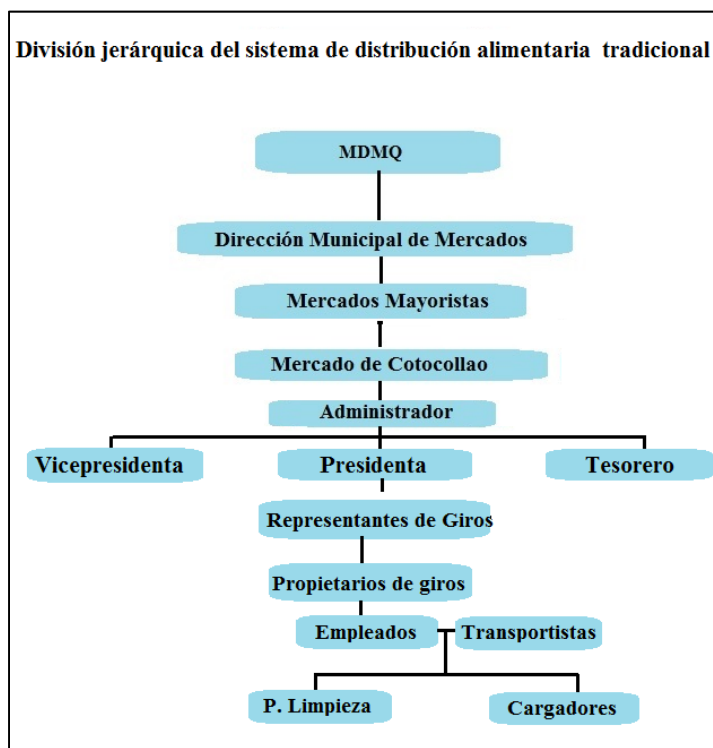 División jerárquica del sistema de distribución alimentaria tradicional
MDMQ
Dirección Municipal de Mercados
Mercados Mayoristas
Mercado de Cotocollao
Administrador
Vicepresidenta
Presidenta
Tesorero
Representantes de Giros
Propietarios de giros
Empleados
Transportistas
P. Limpieza
Cargadores